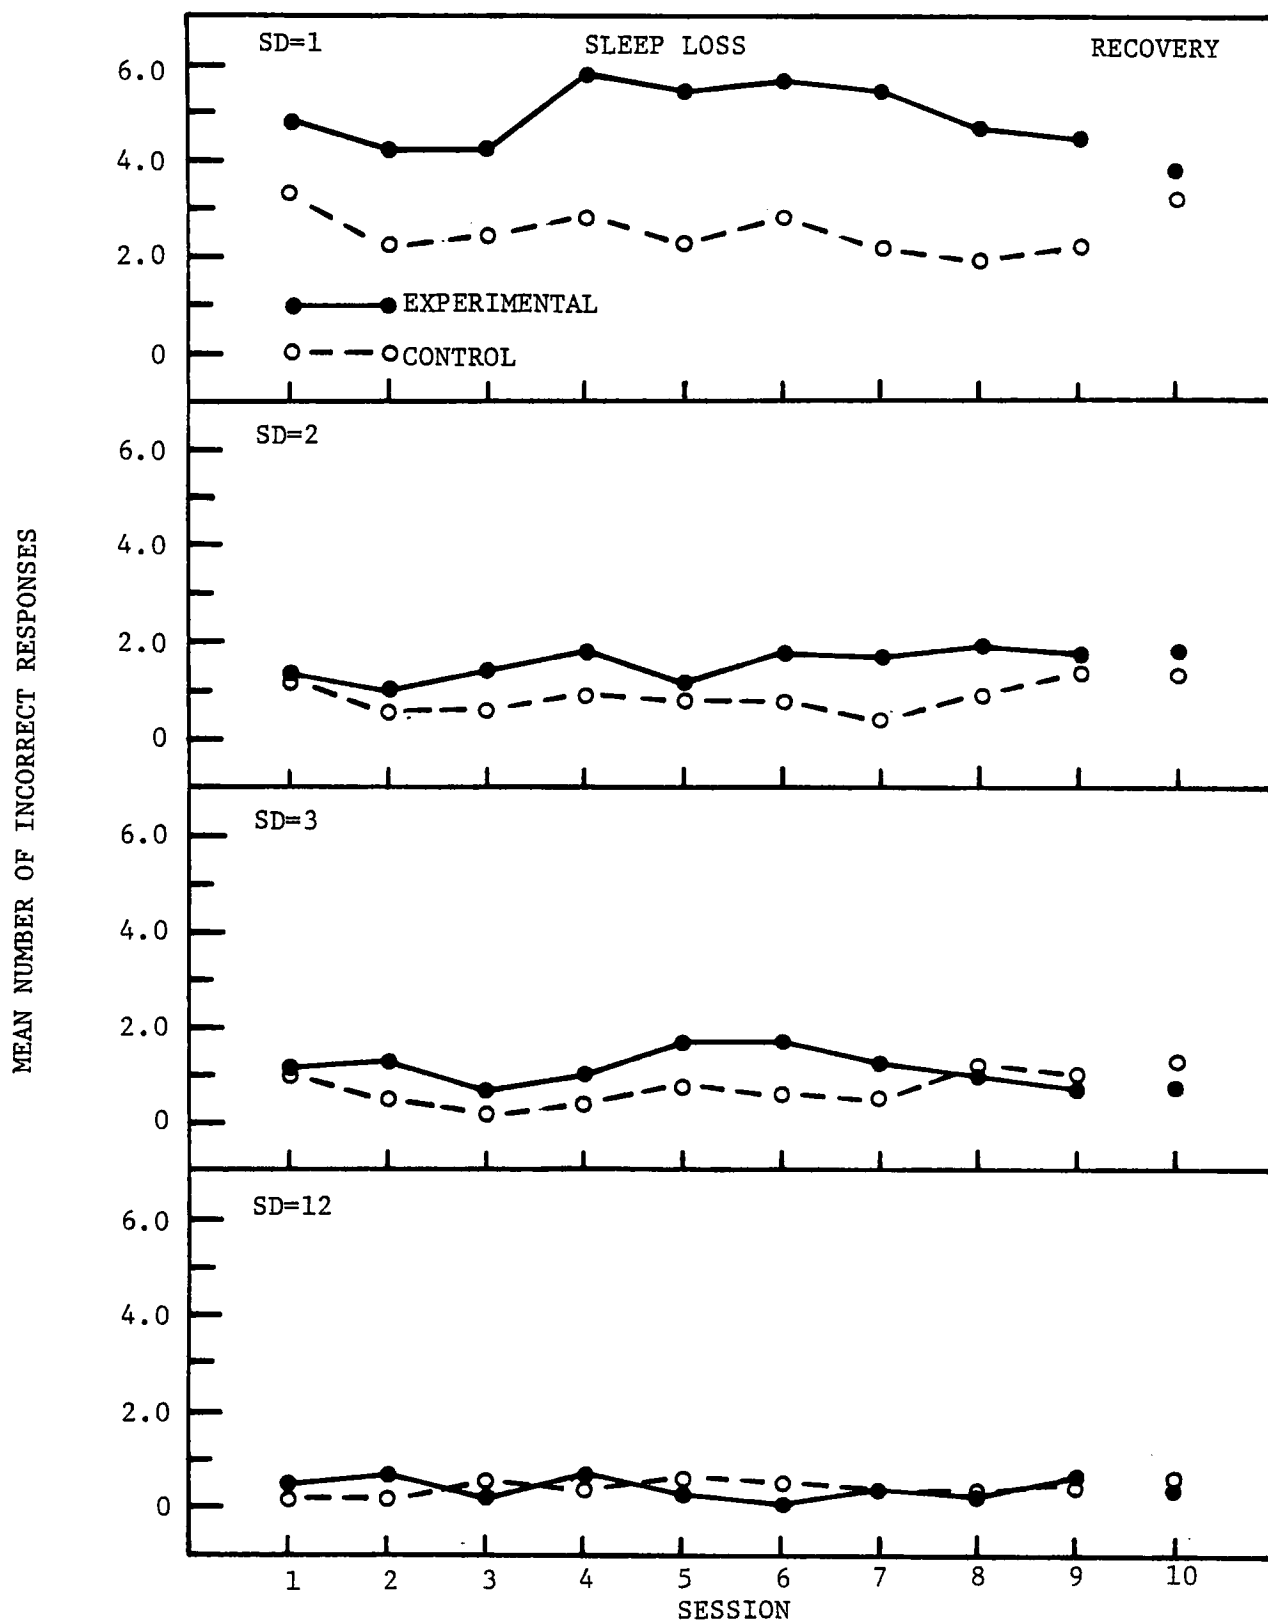 SD=1 SLEEP LOSS RECOVERY
6.0
4.0
2.0
EXPERIMENTAL
0
CONTROL
SD=2
6.0
4.0
2.0
0
MEAN NUMBER OF INCORRECT RESPONSES
SD=3
6.0
4.0
2.0
0
SD=12
6.0
4.0
2.0
0
1 2 3 4 5 6 7 8 9 10
SESSION